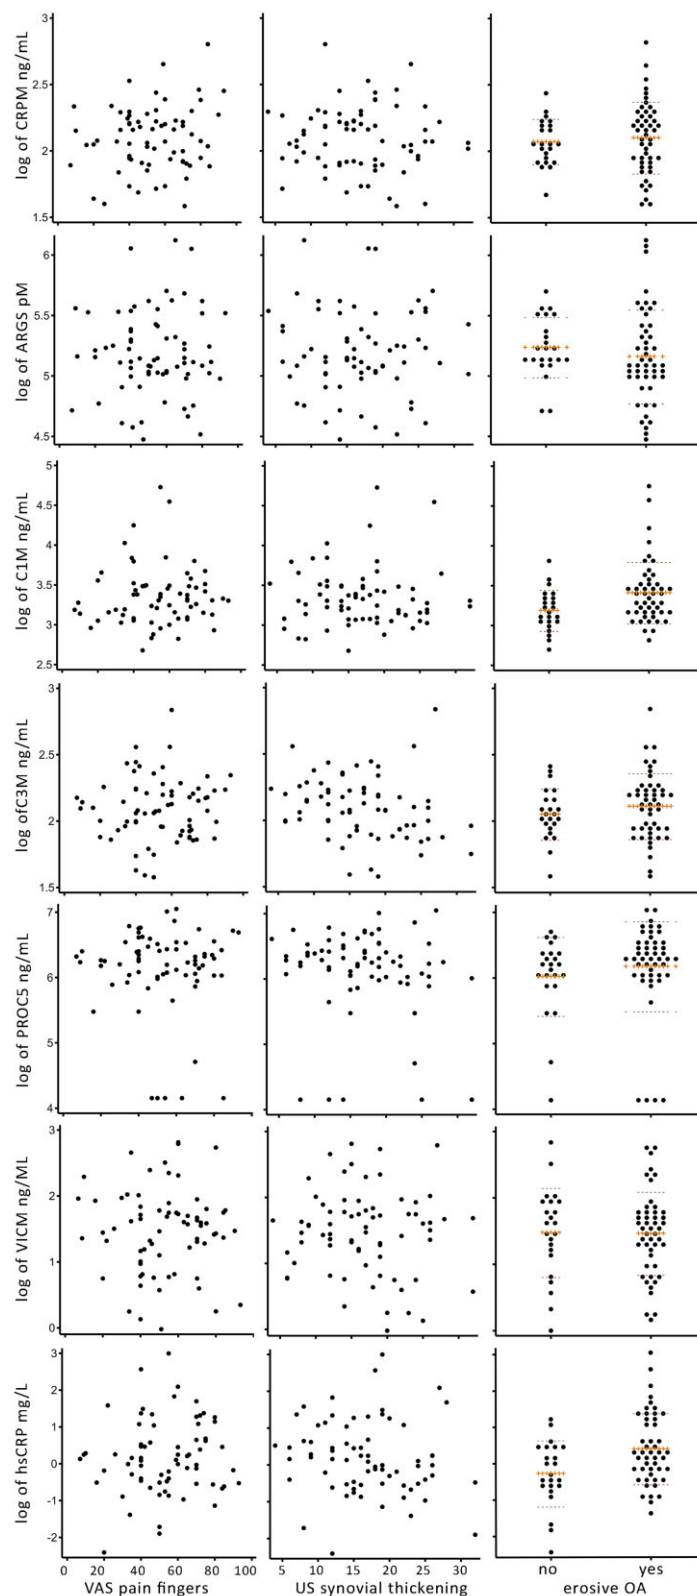 log of CRPM ng/mL
3
2.5
2
1.5
log of ARGS pM
6
5.5
5
4.5
log of C1M ng/mL
5
4.5
4
3.5
3
2.5
log ofC3M ng/mL
3
2.5
2
1.5
log of PROC5 ng/mL
7
6
5
4
log of VICM ng/ML
3
2
1
0
log of hsCRP mg/L
3
2
1
0
-1
-2
0 20 40 60 80 100
5 10 15 20 25 30
no yes
VAS pain fingers US synovial thickening erosive OA